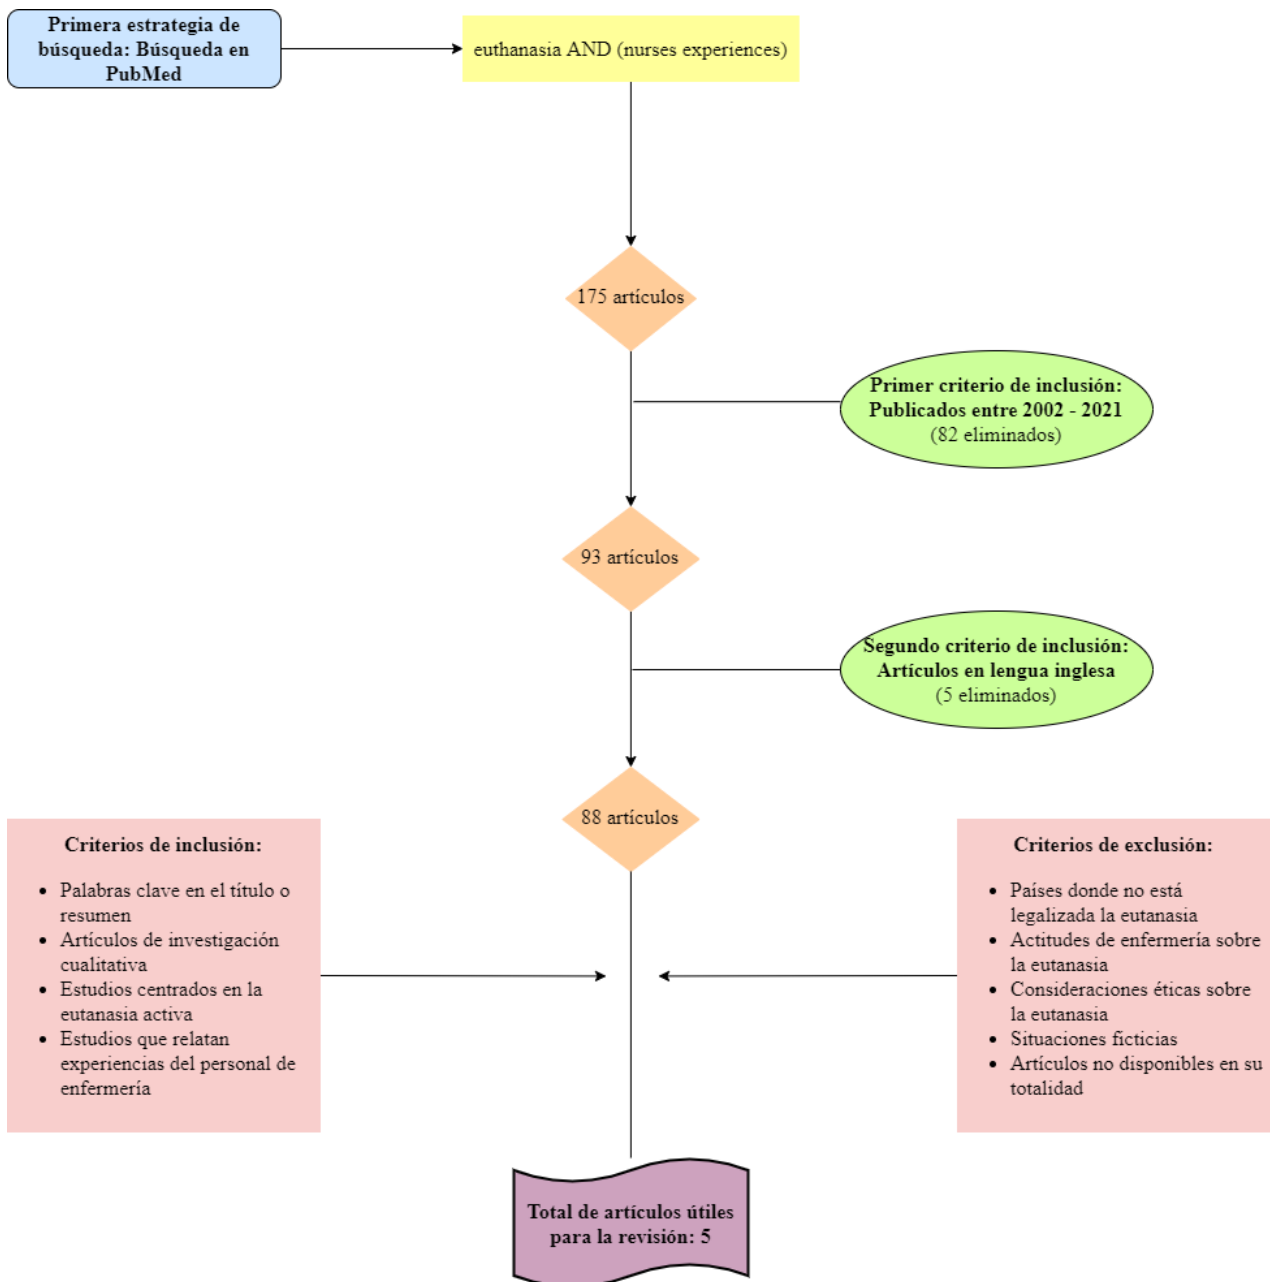 Primera estrategia de
búsqueda: Búsqueda en
PubMed
euthanasia AND (nurses experiences)
175 artículos
Primer criterio de inclusión:
Publicados entre 2002 - 2021
(82 eliminados)
93 artículos
Segundo criterio de inclusión:
Artículos en lengua inglesa
(5 eliminados)
88 artículos
Criterios de inclusión:
• Palabras clave en el título o
resumen
• Artículos de investigación
cualitativa
• Estudios centrados en la
eutanasia activa
• Estudios que relatan
experiencias del personal de
enfermería
Criterios de exclusión:
• Países donde no está
legalizada la eutanasia
• Actitudes de enfermería sobre
la eutanasia
• Consideraciones éticas sobre
la eutanasia
• Situaciones ficticias
• Artículos no disponibles en su
totalidad
Total de artículos útiles
para la revisión: 5